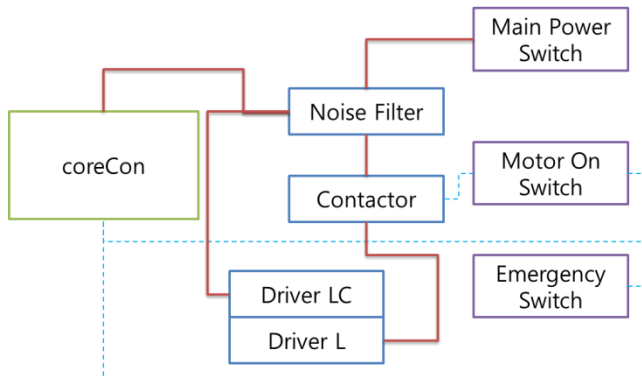 Main Power
Switch
Noise Filter
coreCon
Motor On
Switch
Contactor
Emergency
Switch
Driver LC
Driver L